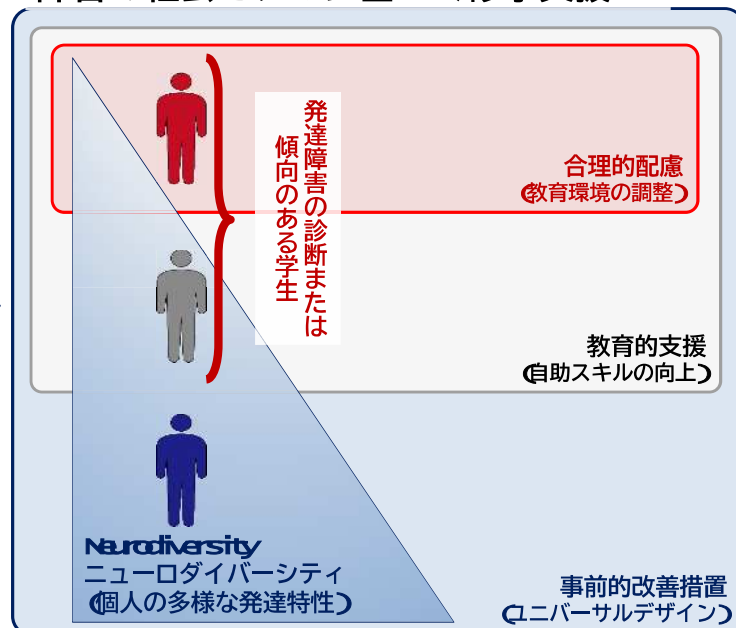 発達障害の診断または
傾向のある学生
合理的配慮
(教育環境の調整)
教育的支援
(自助スキルの向上)
Neurodiversity
ニューロダイバーシティ
(個人の多様な発達特性)
事前的改善措置
(ユニバーサルデザイン)